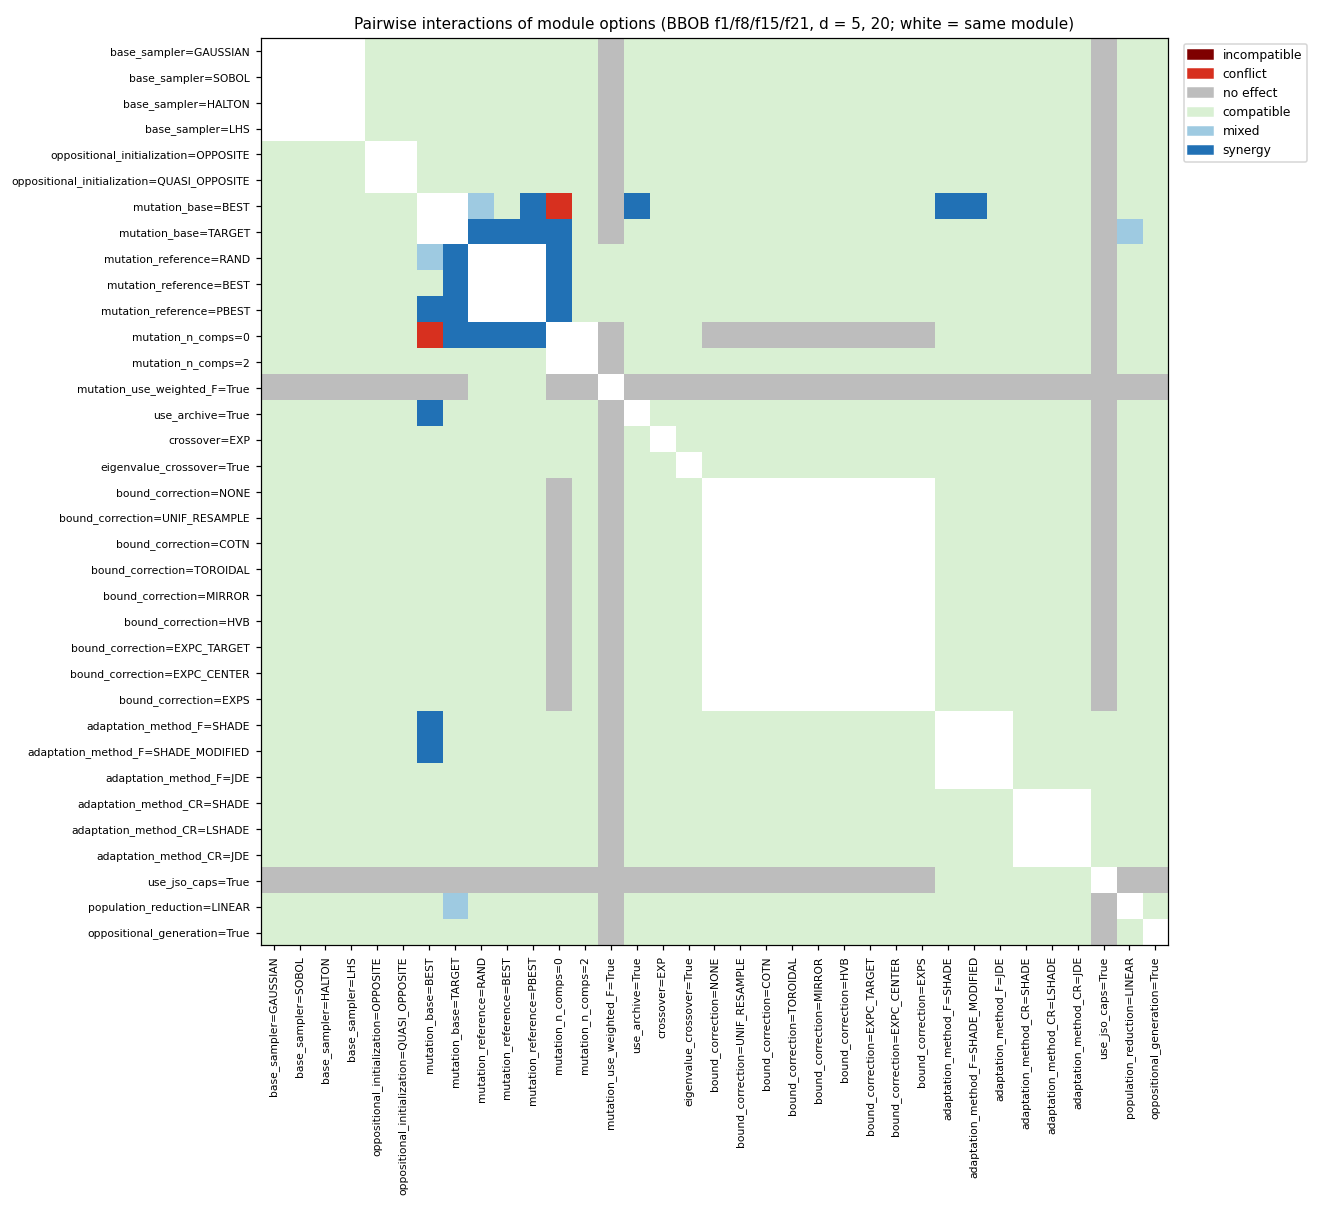 Pairwise interactions of module options (BBOB f1/f8/f15/f21, d = 5, 20; white = same module)
incompatible
conflict
no effect
compatible
mixed
synergy
base_sampler=GAUSSIAN
base_sampler=SOBOL
base_sampler=HALTON
base_sampler=LHS
oppositional_initialization=OPPOSITE
oppositional_initialization=QUASI_OPPOSITE
mutation_base=BEST
mutation_base=TARGET
mutation_reference=RAND
mutation_reference=BEST
mutation_reference=PBEST
mutation_n_comps=0
mutation_n_comps=2
mutation_use_weighted_F=True
use_archive=True
crossover=EXP
eigenvalue_crossover=True
bound_correction=NONE
bound_correction=UNIF_RESAMPLE
bound_correction=COTN
bound_correction=TOROIDAL
bound_correction=MIRROR
bound_correction=HVB
bound_correction=EXPC_TARGET
bound_correction=EXPC_CENTER
bound_correction=EXPS
adaptation_method_F=SHADE
adaptation_method_F=SHADE_MODIFIED
adaptation_method_F=JDE
adaptation_method_CR=SHADE
adaptation_method_CR=LSHADE
adaptation_method_CR=JDE
use_jso_caps=True
population_reduction=LINEAR
oppositional_generation=True
base_sampler=GAUSSIAN
base_sampler=SOBOL
base_sampler=HALTON
base_sampler=LHS
oppositional_initialization=OPPOSITE
oppositional_initialization=QUASI_OPPOSITE
mutation_base=BEST
mutation_base=TARGET
mutation_reference=RAND
mutation_reference=BEST
mutation_reference=PBEST
mutation_n_comps=0
mutation_n_comps=2
mutation_use_weighted_F=True
use_archive=True
crossover=EXP
eigenvalue_crossover=True
bound_correction=NONE
bound_correction=UNIF_RESAMPLE
bound_correction=COTN
bound_correction=TOROIDAL
bound_correction=MIRROR
bound_correction=HVB
bound_correction=EXPC_TARGET
bound_correction=EXPC_CENTER
bound_correction=EXPS
adaptation_method_F=SHADE
adaptation_method_F=SHADE_MODIFIED
adaptation_method_F=JDE
adaptation_method_CR=SHADE
adaptation_method_CR=LSHADE
adaptation_method_CR=JDE
use_jso_caps=True
population_reduction=LINEAR
oppositional_generation=True